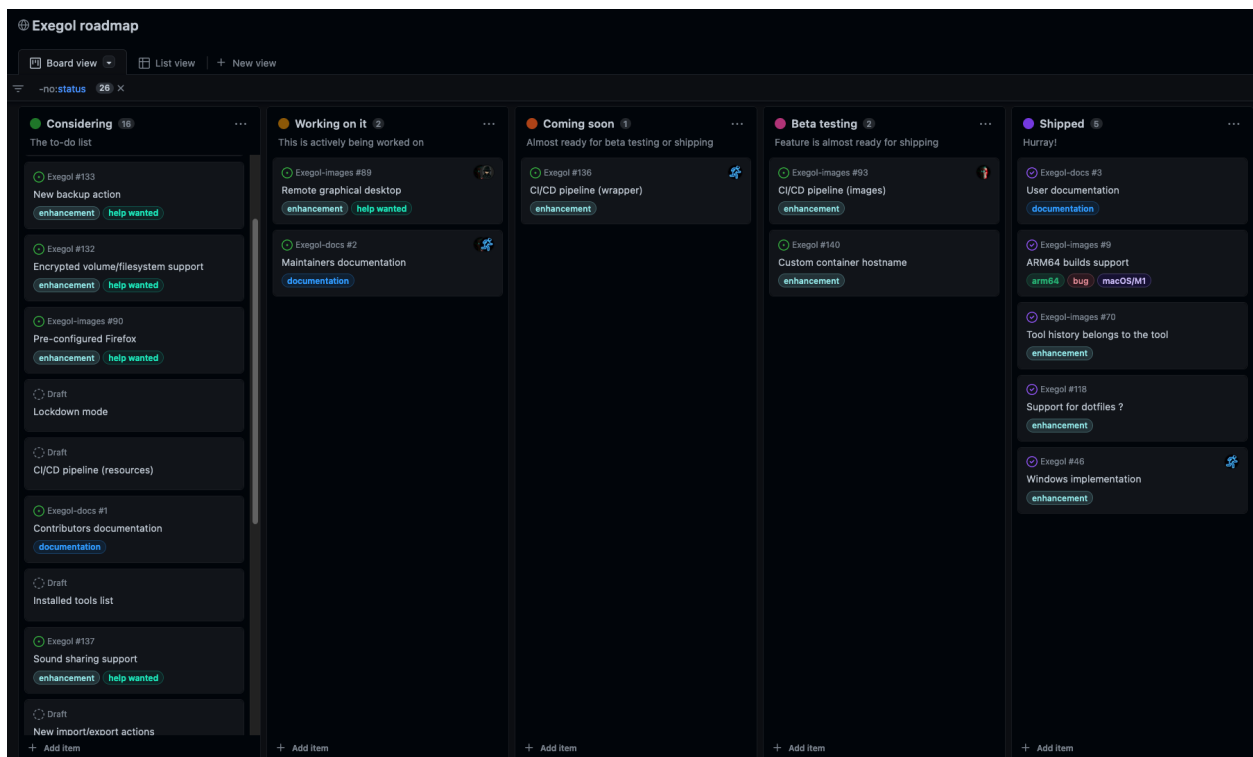 Exegol roadmap
Board view
List view
+ New view
-no:status 26 ×
Considering 16 ...
The to-do list
Exegol #133
New backup action
enhancement help wanted
Exegol #132
Encrypted volume/filesystem support
enhancement help wanted
Exegol-images #90
Pre-configured Firefox
enhancement help wanted
Draft
Lockdown mode
Draft
CI/CD pipeline (resources)
Exegol-docs #1
Contributors documentation
documentation
Draft
Installed tools list
Exegol #137
Sound sharing support
enhancement help wanted
Draft
New import/export actions
+ Add item
Working on it 2 ...
This is actively being worked on
Exegol-images #89
Remote graphical desktop
enhancement help wanted
Exegol-docs #2
Maintainers documentation
documentation
+ Add item
Coming soon 1 ...
Almost ready for beta testing or shipping
Exegol #136
CI/CD pipeline (wrapper)
enhancement
+ Add item
Beta testing 2 ...
Feature is almost ready for shipping
Exegol-images #93
CI/CD pipeline (images)
enhancement
Exegol #140
Custom container hostname
enhancement
+ Add item
Shipped 5 ...
Hurray!
Exegol-docs #3
User documentation
documentation
Exegol-images #9
ARM64 builds support
arm64 bug macOS/M1
Exegol-images #70
Tool history belongs to the tool
enhancement
Exegol #118
Support for dotfiles ?
enhancement
Exegol #46
Windows implementation
enhancement
+ Add item